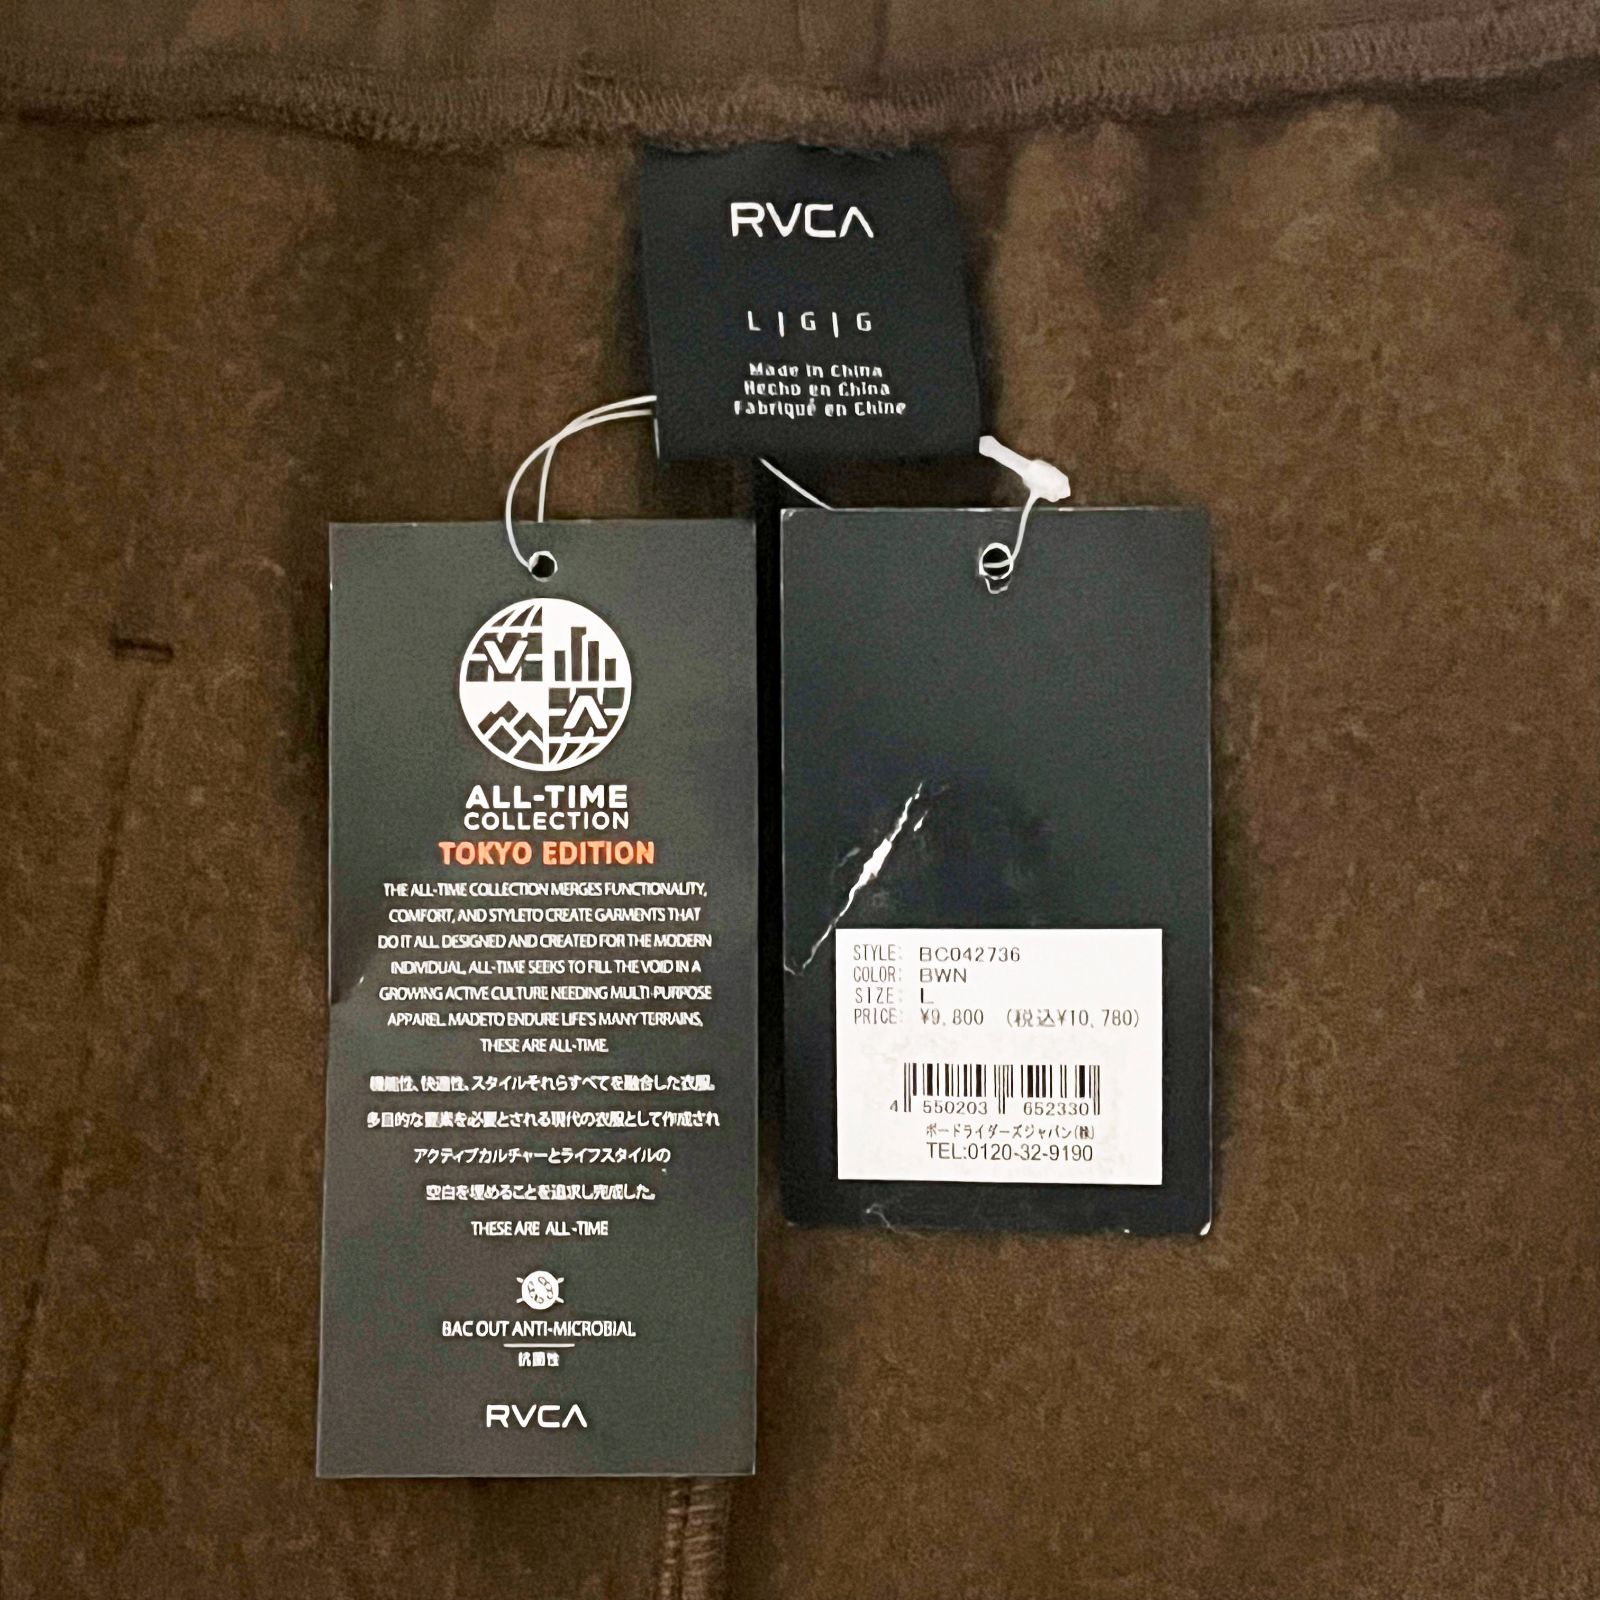 RVCA
L | G | G
Made in China
Hecho en China
Fabriqué en Chine
ALL-TIME
COLLECTION
TOKYO EDITION
THE ALL-TIME COLLECTION MERGES FUNCTIONALITY,
COMFORT, AND STYLETO CREATE GARMENTS THAT
DO IT ALL. DESIGNED AND CREATED FOR THE MODERN
INDIVIDUAL, ALL-TIME SEEKS TO FILL THE VOID IN A
GROWING ACTIVE CULTURE NEEDING MULTI-PURPOSE
APPAREL. MADETO ENDURE LIFE'S MANY TERRAINS,
THESE ARE ALL-TIME.
機能性、快適性、スタイルそれらすべてを融合した衣服。
多目的な要素を必要とされる現代の衣服として作成され
アクティブカルチャーとライフスタイルの
空白を埋めることを追求し完成した。
THESE ARE ALL-TIME
BAC OUT ANTI-MICROBIAL
抗菌性
RVCA
STYLE: BC042736
COLOR: BWN
SIZE: L
PRICE: ¥9,800 (税込¥10,780)
4 550203 652330
ボードライダーズジャパン(株)
TEL:0120-32-9190